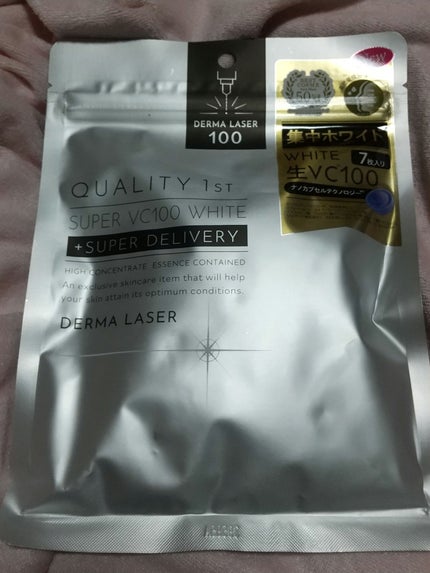 New
50
DERMA LASER
100
集中ホワイト
WHITE
7枚入り
生VC100
ナノカプセルテクノロジー
QUALITY 1ST
SUPER VC100 WHITE
+SUPER DELIVERY
HIGH CONCENTRATE ESSENCE CONTAINED
An exclusive skincare item that will help
your skin attain its optimum conditions.
DERMA LASER